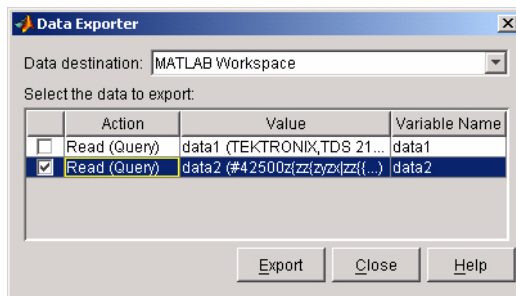 Data Exporter
Data destination: MATLAB Workspace
Select the data to export:
Action Value Variable Name
Read (Query) data1 (TEKTRONIX,TDS 21... data1
Read (Query) data2 (#42500z{zz{zyzx|zz{{...) data2
Export Close Help